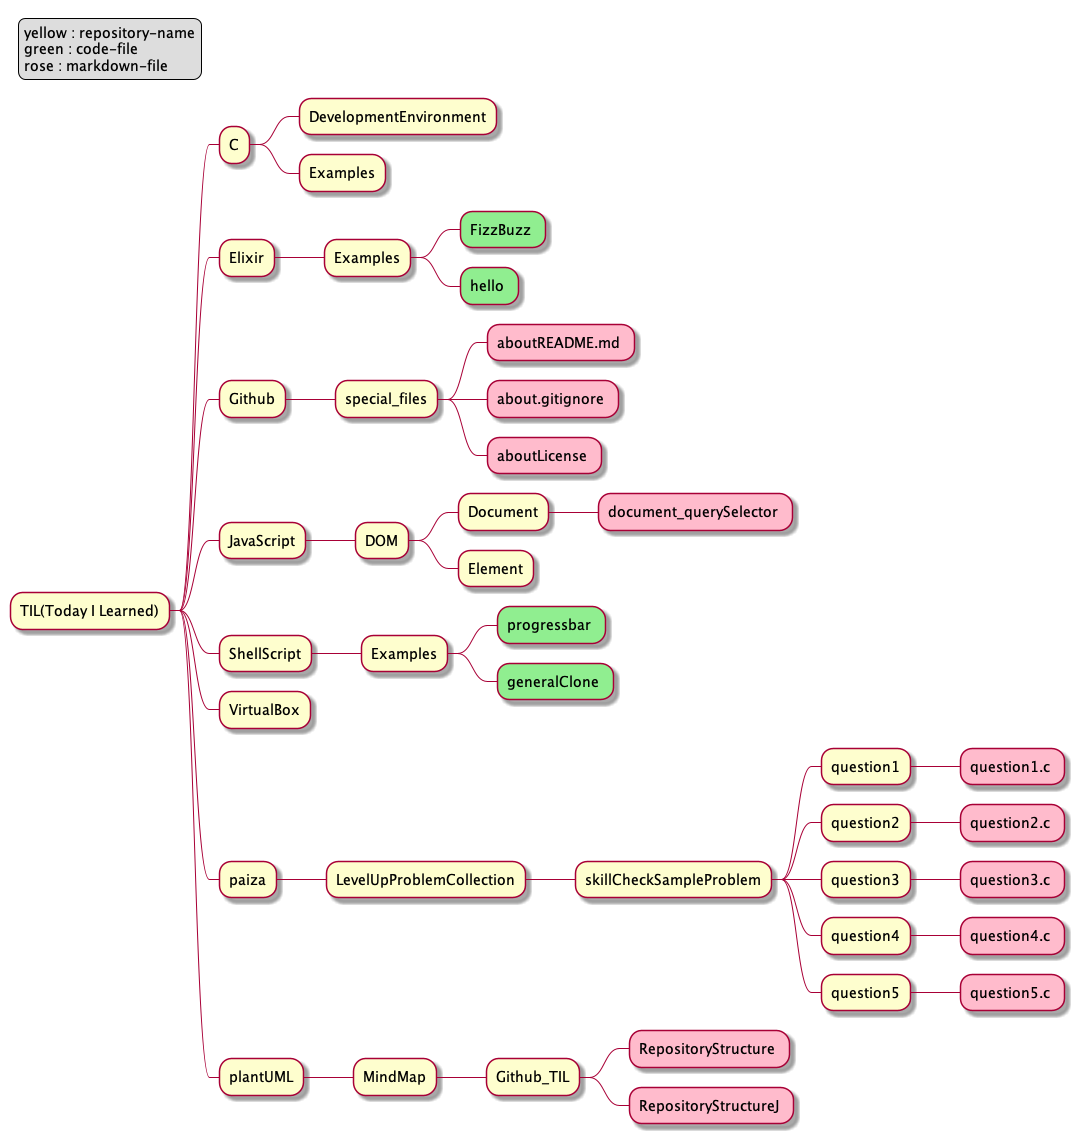 yellow : repository-name
green : code-file
rose : markdown-file
TIL(Today I Learned)
C
DevelopmentEnvironment
Examples
Elixir
Examples
FizzBuzz
hello
Github
special_files
aboutREADME.md
about.gitignore
aboutLicense
JavaScript
DOM
Document
document_querySelector
Element
ShellScript
Examples
progressbar
generalClone
VirtualBox
paiza
LevelUpProblemCollection
skillCheckSampleProblem
question1
question1.c
question2
question2.c
question3
question3.c
question4
question4.c
question5
question5.c
plantUML
MindMap
Github_TIL
RepositoryStructure
RepositoryStructureJ